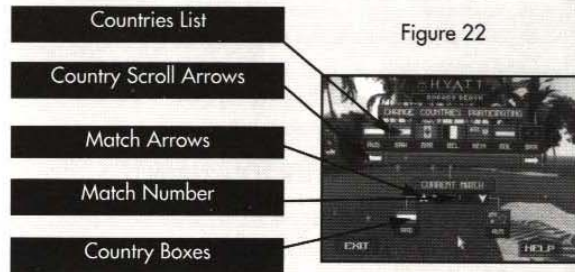 Countries List
Figure 22
Country Scroll Arrows
Match Arrows
Match Number
Country Boxes
HYATT
CHANGE COUNTRIES PARTICIPATING
BEL
CURRENT MATCH
EXIT
HELP